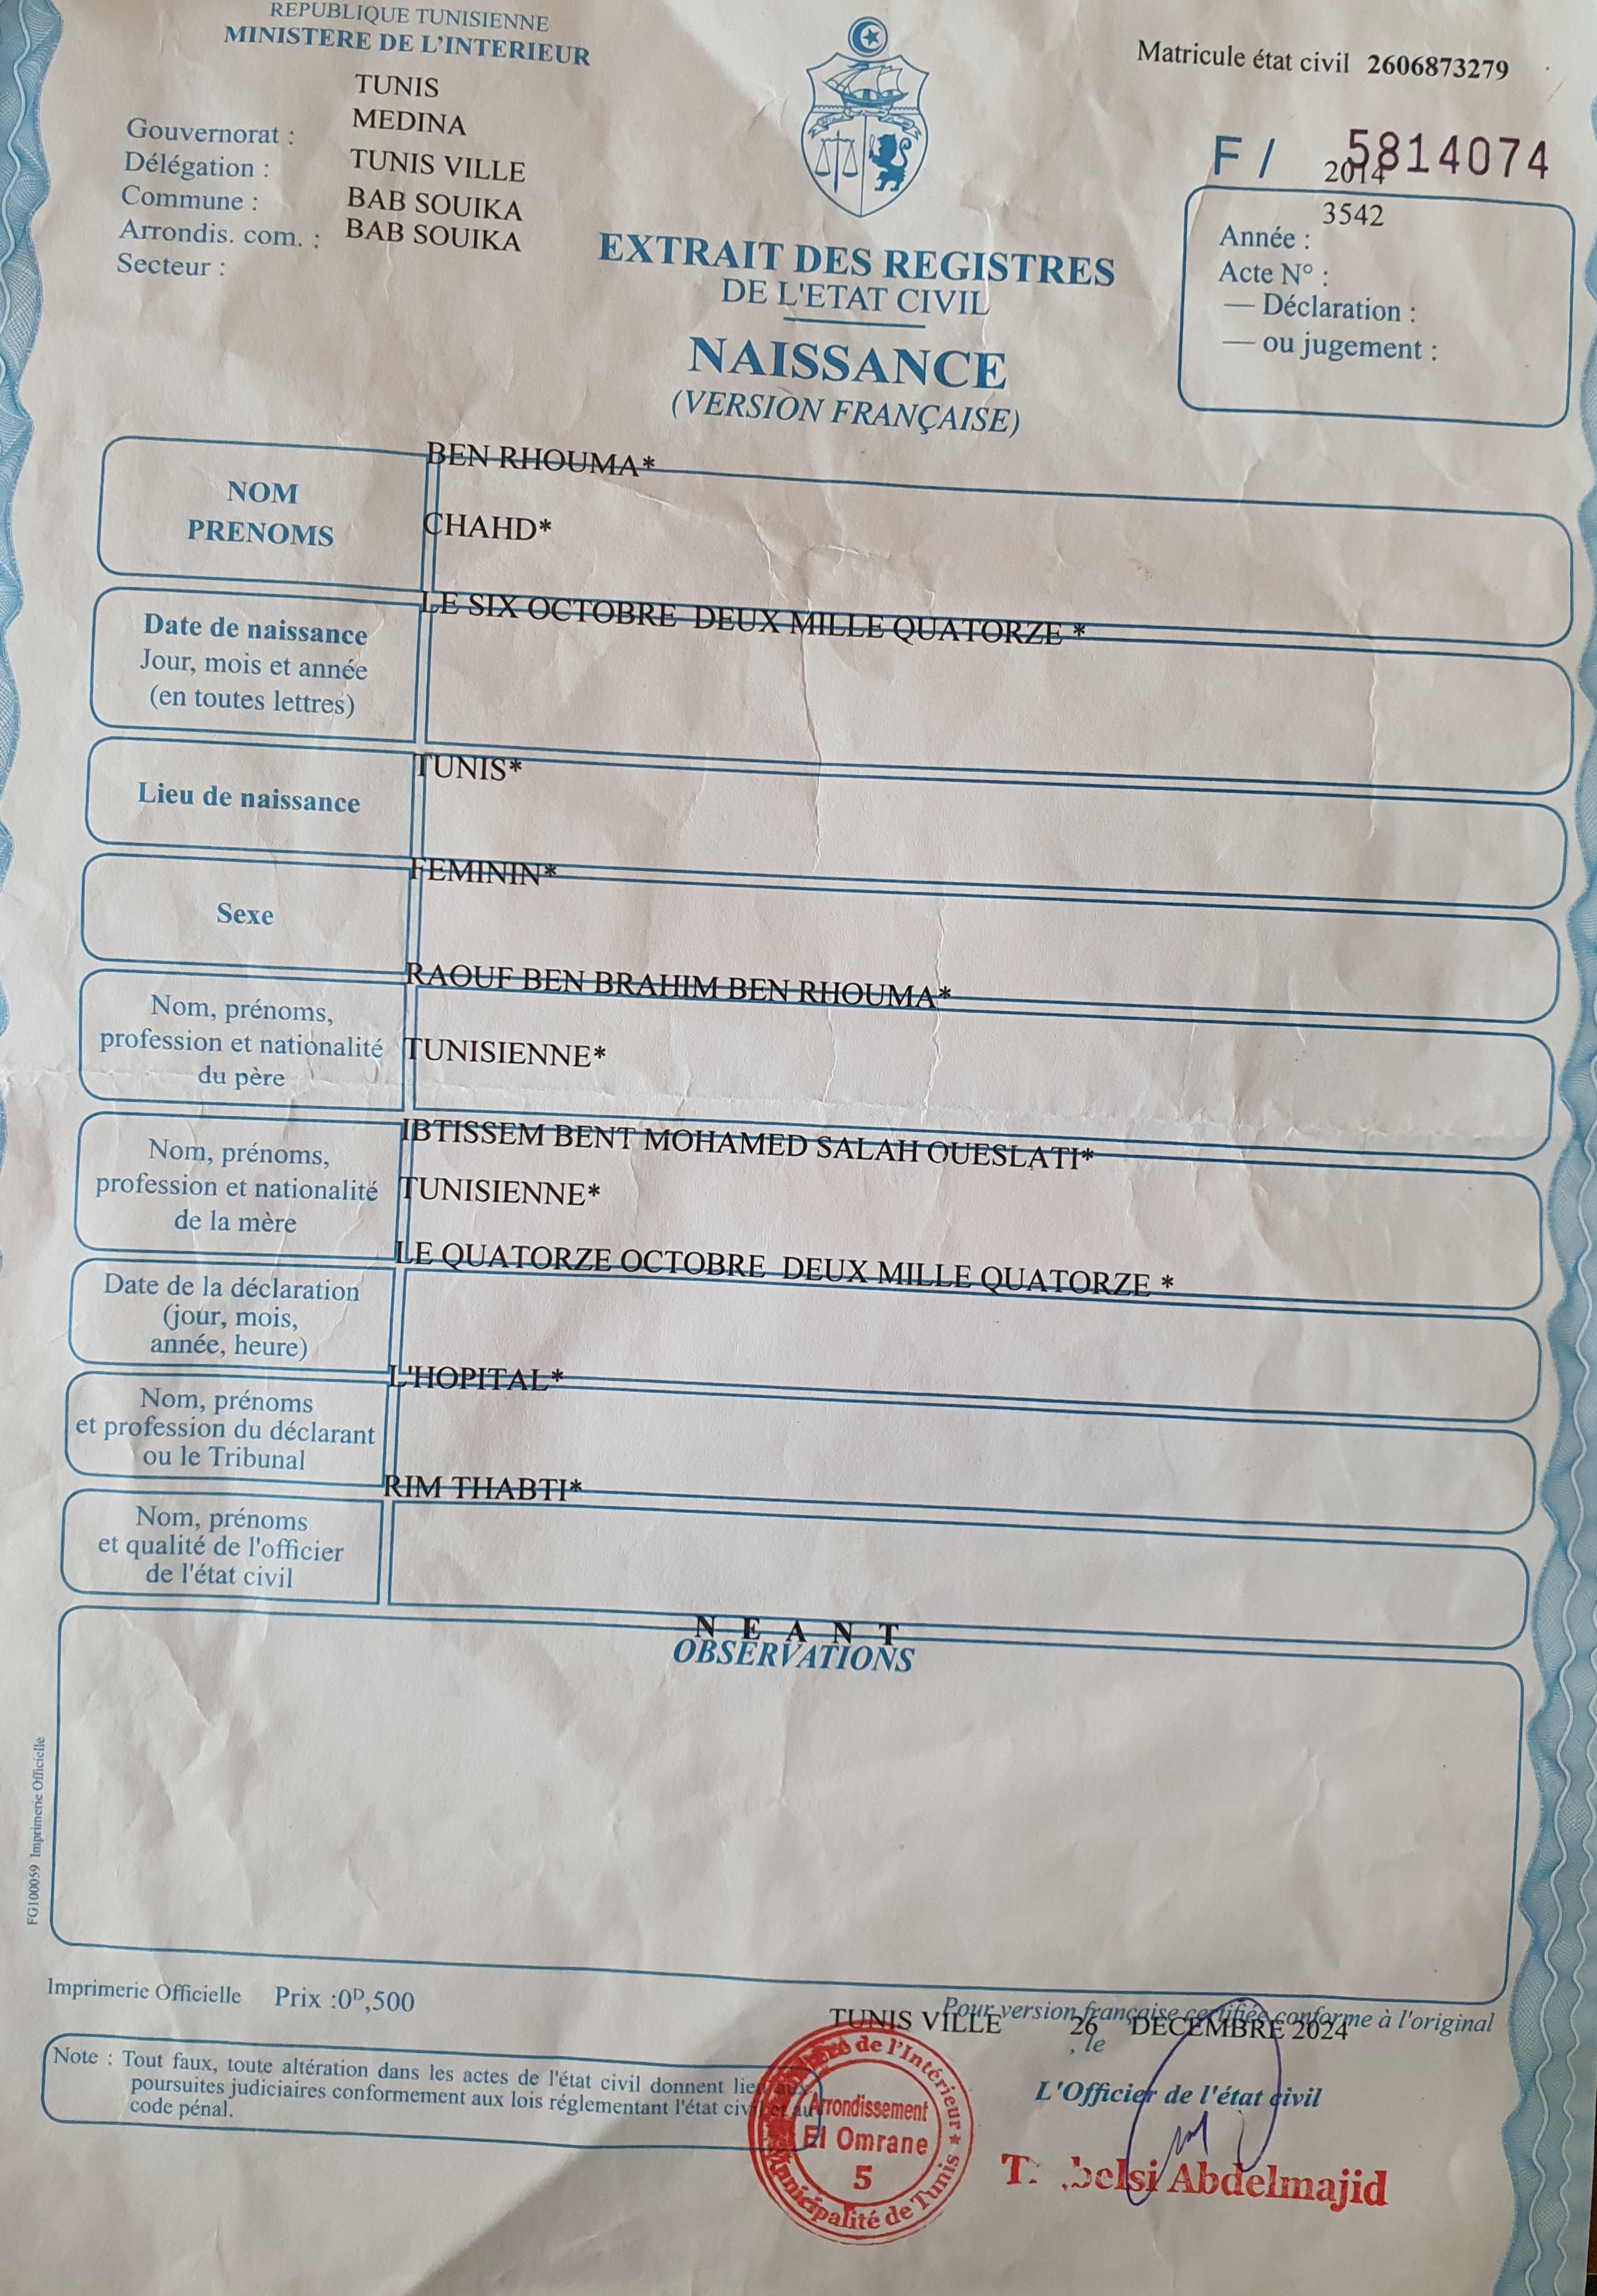 REPUBLIQUE TUNISIENNE
MINISTERE DE L'INTERIEUR
TUNIS
Gouvernorat : MEDINA
Délégation : TUNIS VILLE
Commune : BAB SOUIKA
Arrondis. com. : BAB SOUIKA
Secteur :
Matricule état civil 2606873279
F / 5814074
2014
3542
Année :
Acte N° :
— Déclaration :
— ou jugement :
EXTRAIT DES REGISTRES
DE L'ETAT CIVIL
NAISSANCE
(VERSION FRANÇAISE)
BEN RHOUMA*
NOM
PRENOMS
CHAHD*
LE SIX OCTOBRE DEUX MILLE QUATORZE *
Date de naissance
Jour, mois et année
(en toutes lettres)
TUNIS*
Lieu de naissance
FEMININ*
Sexe
RAOUF BEN BRAHIM BEN RHOUMA*
Nom, prénoms,
profession et nationalité
du père
TUNISIENNE*
IBTISSEM BENT MOHAMED SALAH OUESLATI*
Nom, prénoms,
profession et nationalité
de la mère
TUNISIENNE*
LE QUATORZE OCTOBRE DEUX MILLE QUATORZE *
Date de la déclaration
(jour, mois,
année, heure)
L'HOPITAL*
Nom, prénoms
et profession du déclarant
ou le Tribunal
RIM THABTI*
Nom, prénoms
et qualité de l'officier
de l'état civil
N E A N T
OBSERVATIONS
FG100059 Imprimerie Officielle
Imprimerie Officielle Prix :0ᴰ,500
Pour version française certifiée conforme à l'original
TUNIS VILLE 26 DECEMBRE 2024
, le
Note : Tout faux, toute altération dans les actes de l'état civil donnent lieu aux
poursuites judiciaires conformement aux lois réglementant l'état civil et au
code pénal.
L'Officier de l'état civil
de l'Intérieur
Arrondissement
El Omrane
5
Municipalité de Tunis
Abdelmajid